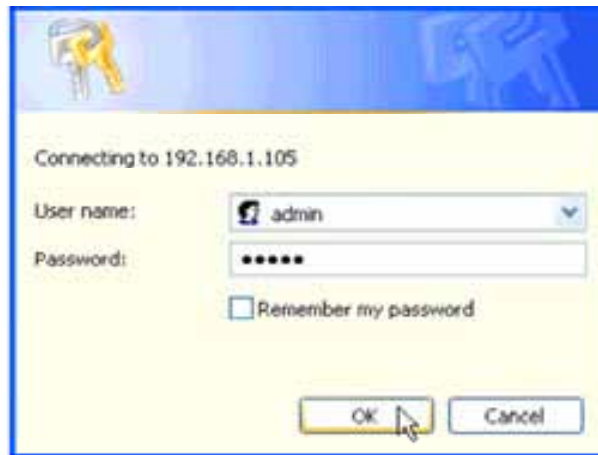 Connecting to 192.168.1.105
User name:
admin
Password:
•••••
Remember my password
OK
Cancel